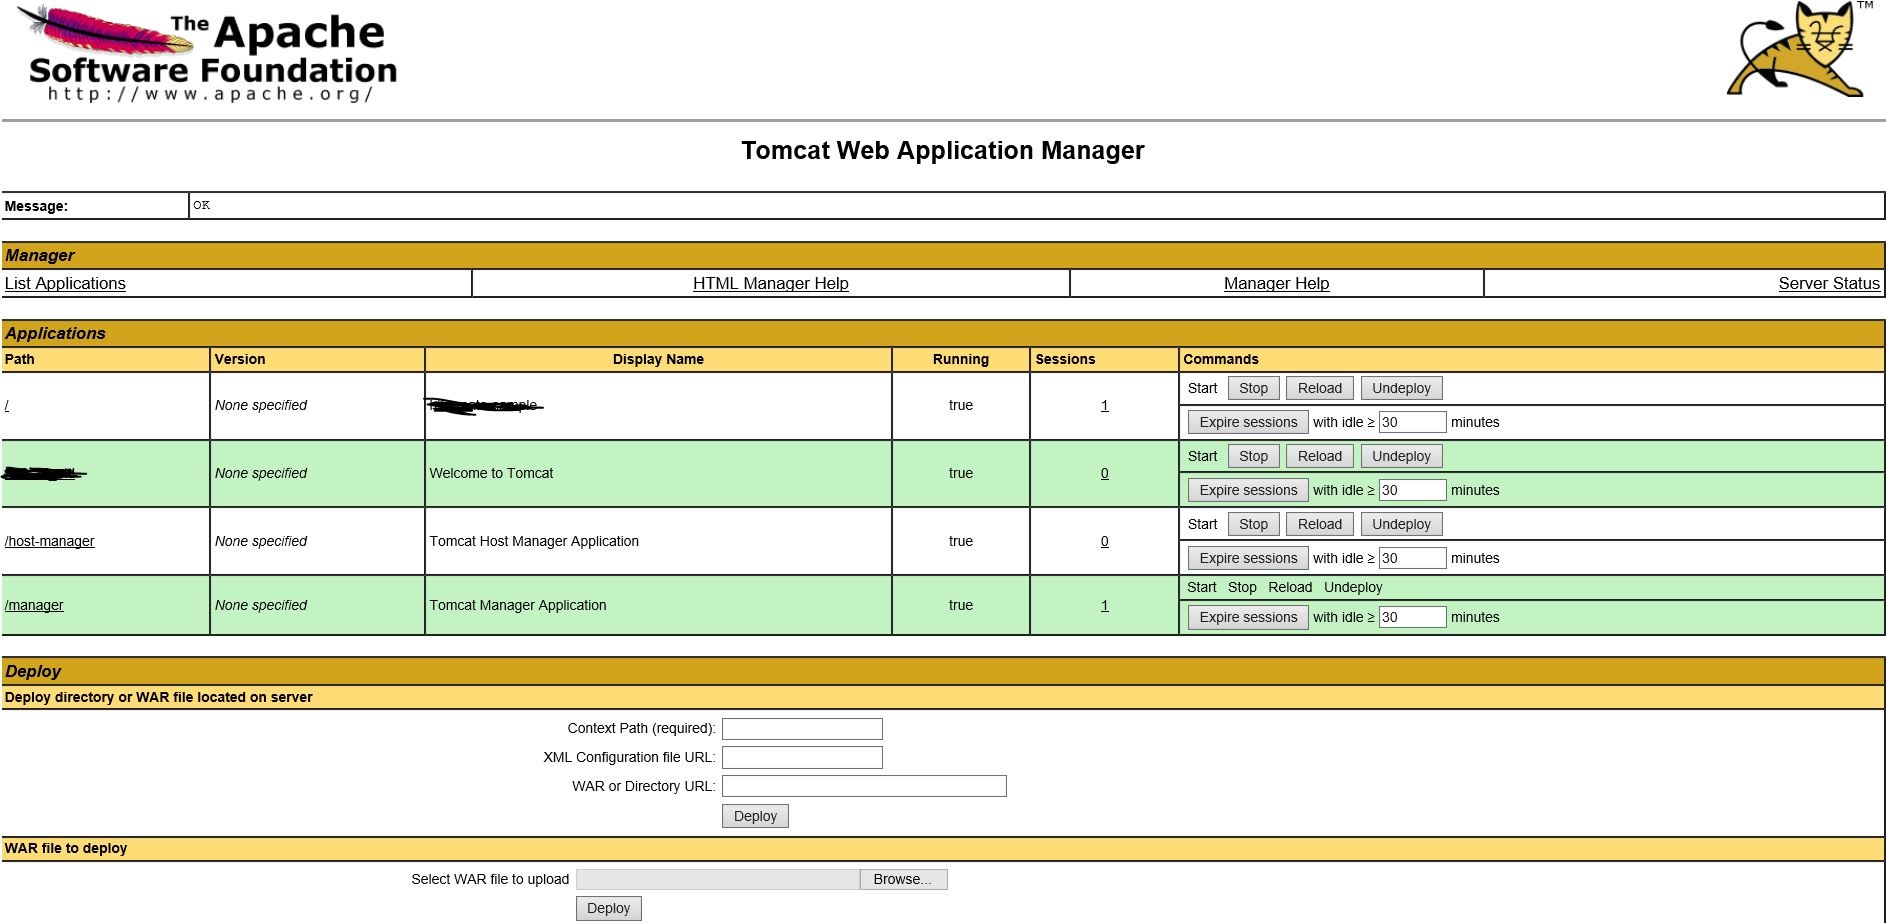 The Apache
Software Foundation
http://www.apache.org/
TM
Tomcat Web Application Manager
Message: OK
Manager
List Applications HTML Manager Help Manager Help Server Status
Applications
Path Version Display Name Running Sessions Commands
/ None specified true 1 Start Stop Reload Undeploy
Expire sessions with idle ≥ 30 minutes
None specified Welcome to Tomcat true 0 Start Stop Reload Undeploy
Expire sessions with idle ≥ 30 minutes
/host-manager None specified Tomcat Host Manager Application true 0 Start Stop Reload Undeploy
Expire sessions with idle ≥ 30 minutes
/manager None specified Tomcat Manager Application true 1 Start Stop Reload Undeploy
Expire sessions with idle ≥ 30 minutes
Deploy
Deploy directory or WAR file located on server
Context Path (required):
XML Configuration file URL:
WAR or Directory URL:
Deploy
WAR file to deploy
Select WAR file to upload Browse...
Deploy